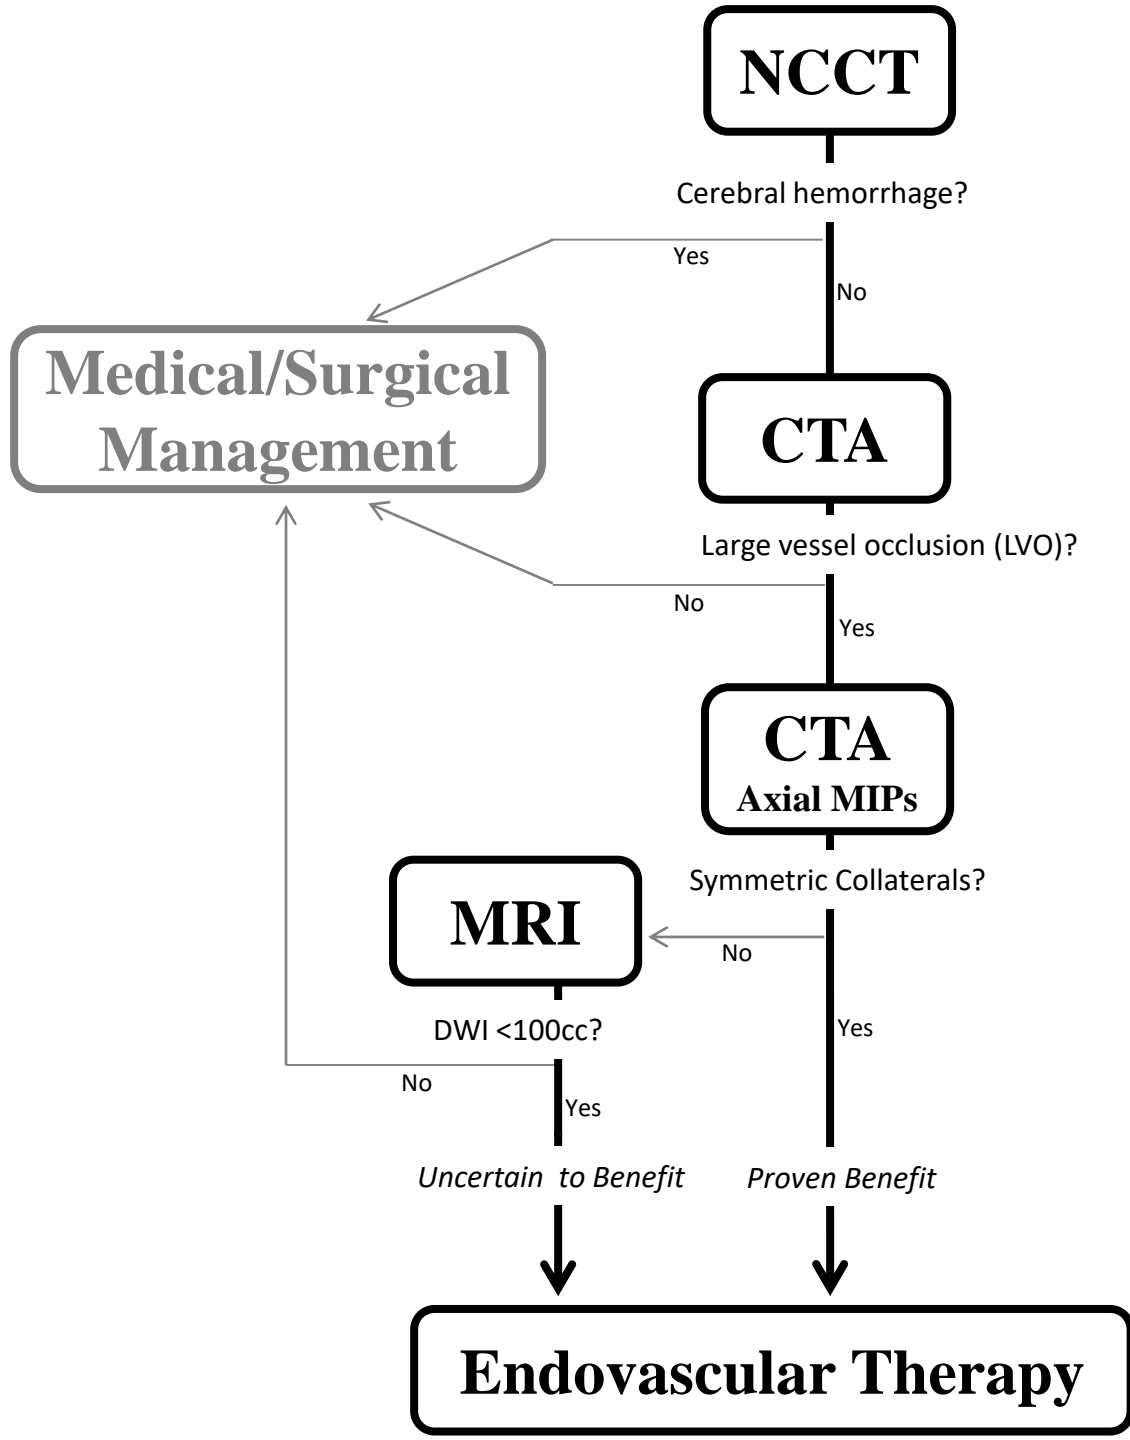 NCCT
Cerebral hemorrhage?
Yes
No
Medical/Surgical
Management
CTA
Large vessel occlusion (LVO)?
No
Yes
CTA
Axial MIPs
Symmetric Collaterals?
MRI
No
Yes
DWI <100cc?
No
Yes
Uncertain to Benefit
Proven Benefit
Endovascular Therapy